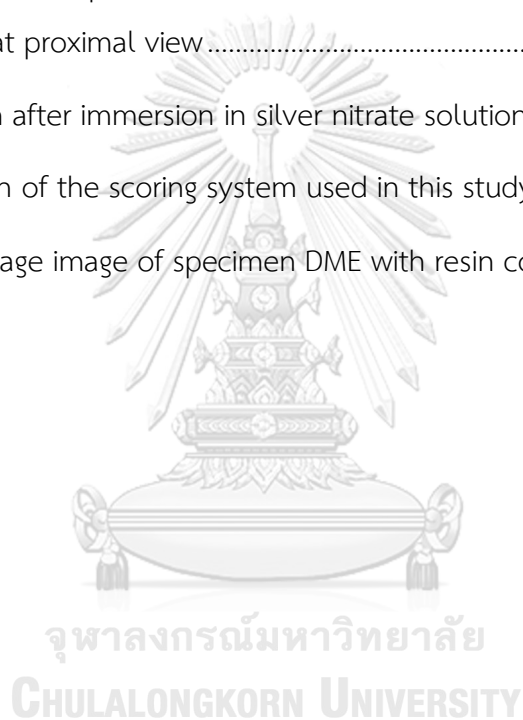 at proximal view
after immersion in silver nitrate solution
of the scoring system used in this study
age image of specimen DME with resin co
จุฬาลงกรณ์มหาวิทยาลัย
CHULALONGKORN UNIVERSITY